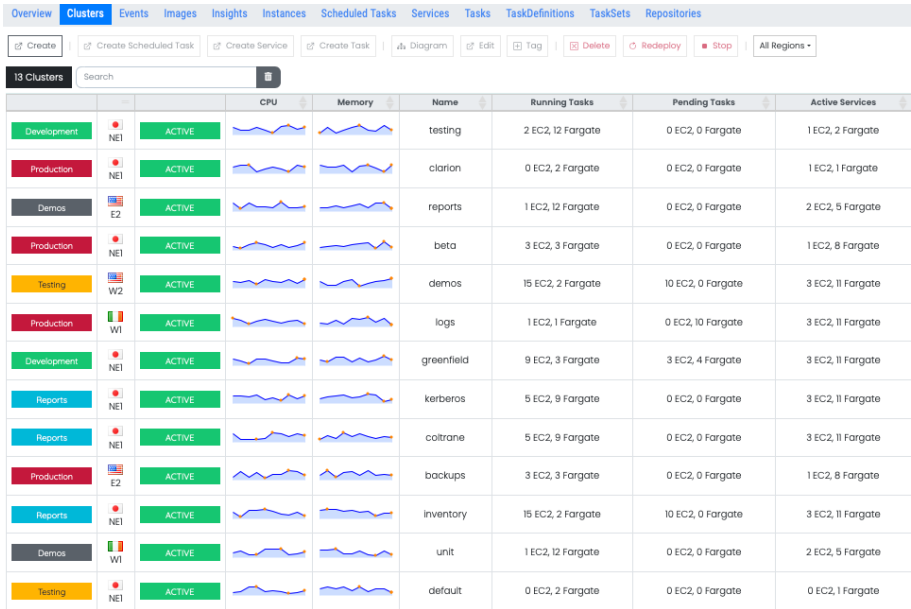 Overview Clusters Events Images Insights Instances Scheduled Tasks Services Tasks TaskDefinitions TaskSets Repositories
Create Create Scheduled Task Create Service Create Task Diagram Edit Tag Delete Redeploy Stop All Regions
13 Clusters Search
CPU Memory Name Running Tasks Pending Tasks Active Services
Development NE1 ACTIVE testing 2 EC2, 12 Fargate 0 EC2, 0 Fargate 1 EC2, 2 Fargate
Production NE1 ACTIVE clarion 0 EC2, 2 Fargate 0 EC2, 0 Fargate 1 EC2, 1 Fargate
Demos E2 ACTIVE reports 1 EC2, 12 Fargate 0 EC2, 0 Fargate 2 EC2, 5 Fargate
Production NE1 ACTIVE beta 3 EC2, 3 Fargate 0 EC2, 0 Fargate 1 EC2, 8 Fargate
Testing W2 ACTIVE demos 15 EC2, 2 Fargate 10 EC2, 0 Fargate 3 EC2, 11 Fargate
Production W1 ACTIVE logs 1 EC2, 1 Fargate 0 EC2, 10 Fargate 3 EC2, 11 Fargate
Development NE1 ACTIVE greenfield 9 EC2, 3 Fargate 3 EC2, 4 Fargate 3 EC2, 11 Fargate
Reports NE1 ACTIVE kerberos 5 EC2, 9 Fargate 0 EC2, 0 Fargate 3 EC2, 11 Fargate
Reports NE1 ACTIVE coltrane 5 EC2, 9 Fargate 0 EC2, 0 Fargate 3 EC2, 11 Fargate
Production E2 ACTIVE backups 3 EC2, 3 Fargate 0 EC2, 0 Fargate 1 EC2, 8 Fargate
Reports NE1 ACTIVE inventory 15 EC2, 2 Fargate 10 EC2, 0 Fargate 3 EC2, 11 Fargate
Demos W1 ACTIVE unit 1 EC2, 12 Fargate 0 EC2, 0 Fargate 2 EC2, 5 Fargate
Testing NE1 ACTIVE default 0 EC2, 2 Fargate 0 EC2, 0 Fargate 0 EC2, 1 Fargate